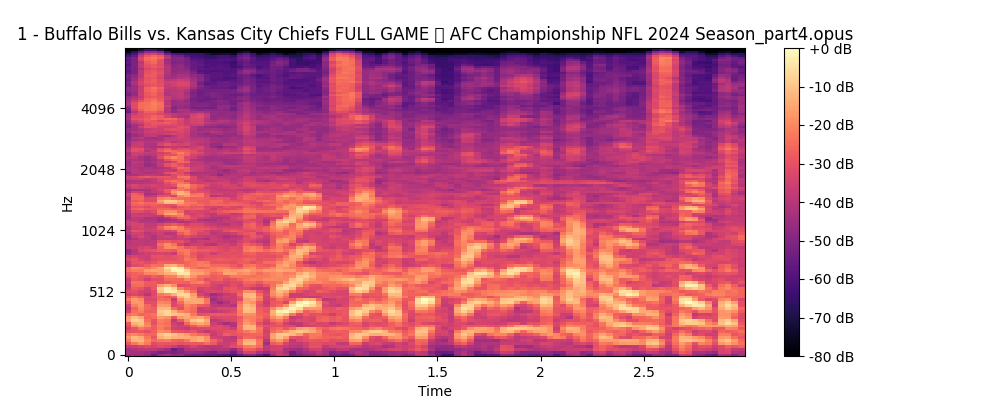 1 - Buffalo Bills vs. Kansas City Chiefs FULL GAME ▯ AFC Championship NFL 2024 Season_part4.opus
+0 dB
4096
-10 dB
-20 dB
2048
-30 dB
Hz
1024
-40 dB
-50 dB
512
-60 dB
-70 dB
0
-80 dB
0 0.5 1 1.5 2 2.5
Time